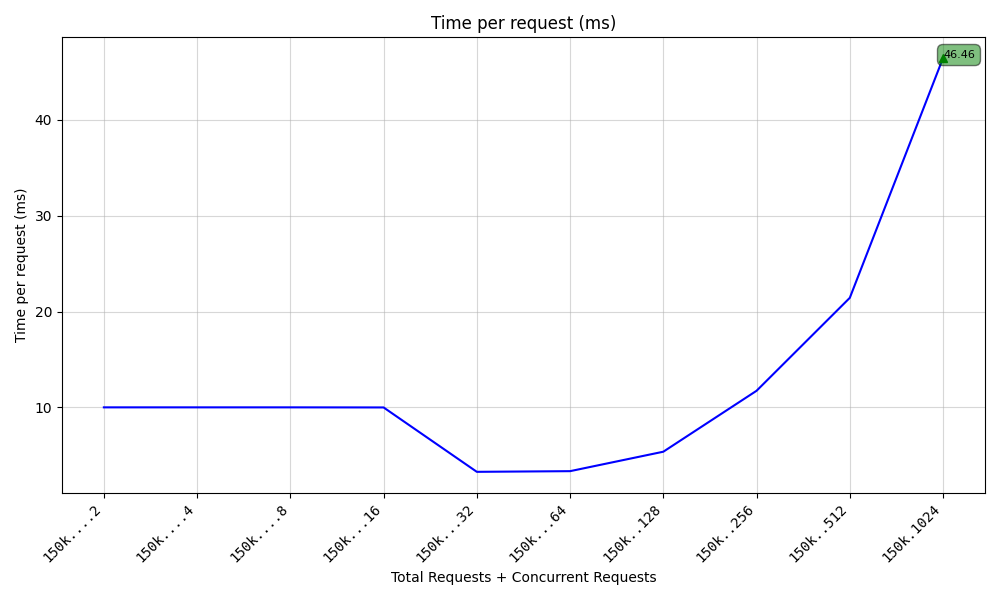 Time per request (ms)
46.46
40
30
20
10
Time per request (ms)
150k....2
150k....4
150k....8
150k...16
150k...32
150k...64
150k..128
150k..256
150k..512
150k.1024
Total Requests + Concurrent Requests